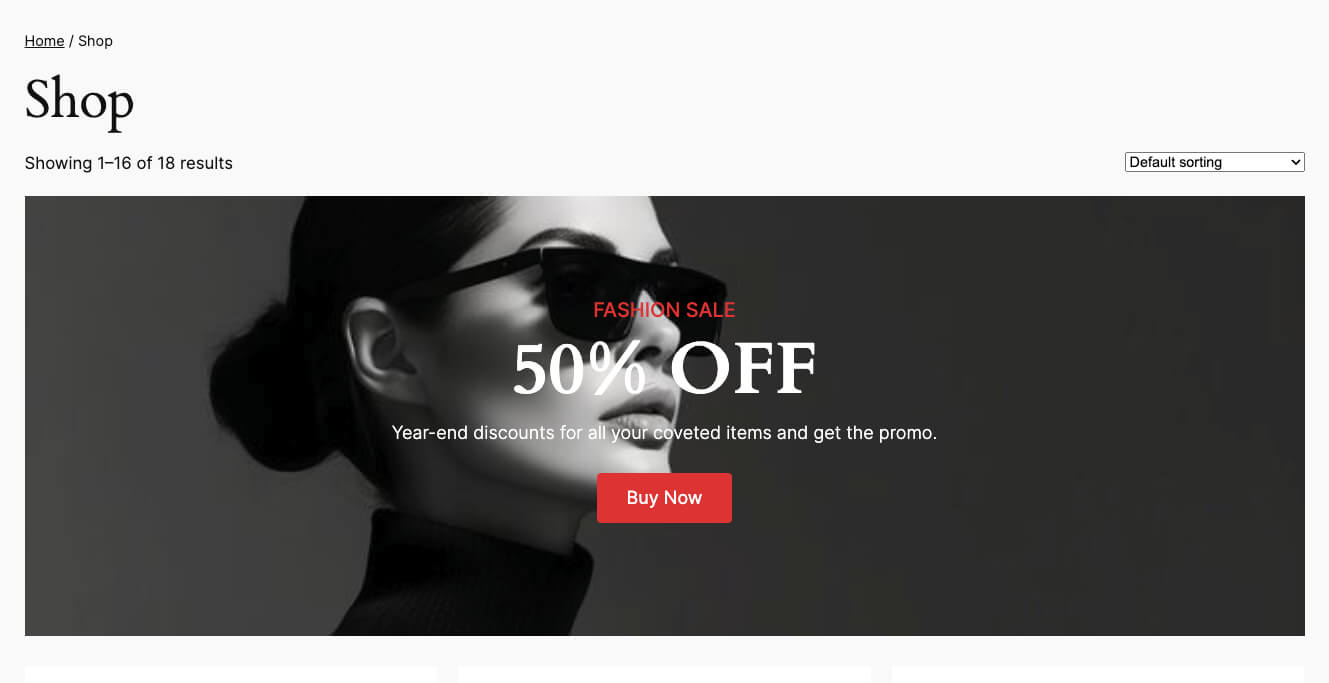 Home / Shop
Shop
Showing 1–16 of 18 results
Default sorting
FASHION SALE
50% OFF
Year-end discounts for all your coveted items and get the promo.
Buy Now